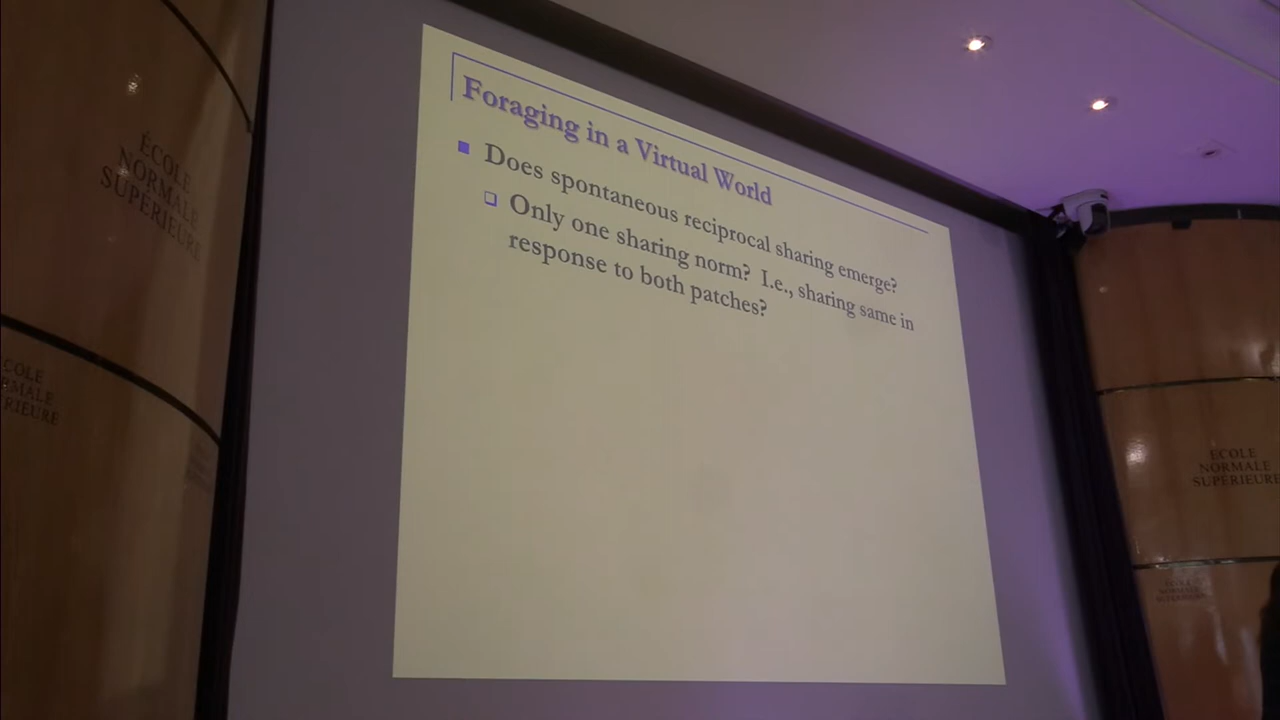 ÉCOLE
NORMALE
SUPÉRIEURE
Foraging in a Virtual World
Does spontaneous reciprocal sharing emerge?
Only one sharing norm? I.e., sharing same in
response to both patches?
ÉCOLE
NORMALE
SUPÉRIEURE